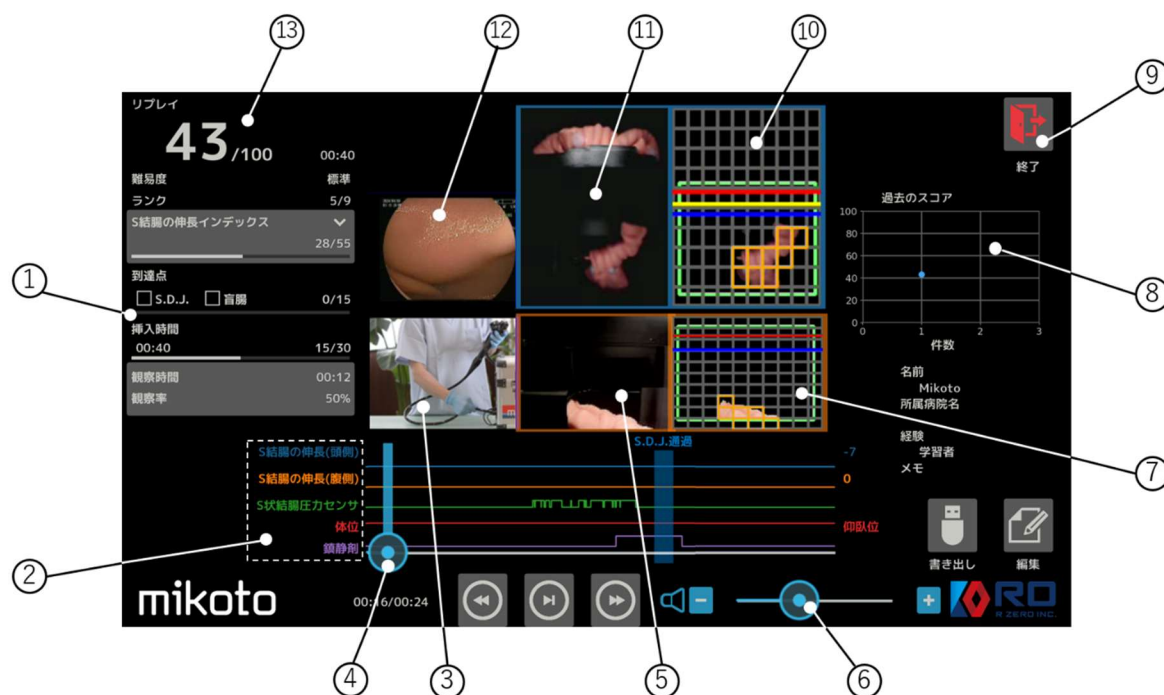 ⑬
⑫
⑪
⑩
⑨
リプレイ
43/100 00:40
難易度 標準
ランク 5/9
S結腸の伸長インデックス
28/55
到達点
S.D.J. 盲腸 0/15
挿入時間
00:40 15/30
観察時間 00:12
観察率 50%
終了
過去のスコア
100
80
60
40
20
0
0 1 2 3
件数
名前
Mikoto
所属病院名
経験
学習者
メモ
①
⑧
⑦
②
S.D.J.通過
S結腸の伸長(頭側) -7
S結腸の伸長(腹側) 0
S状結腸圧力センサ
体位 仰臥位
鎮静剤
書き出し 編集
mikoto
00:16/00:24
RO
R ZERO INC.
④
③
⑤
⑥